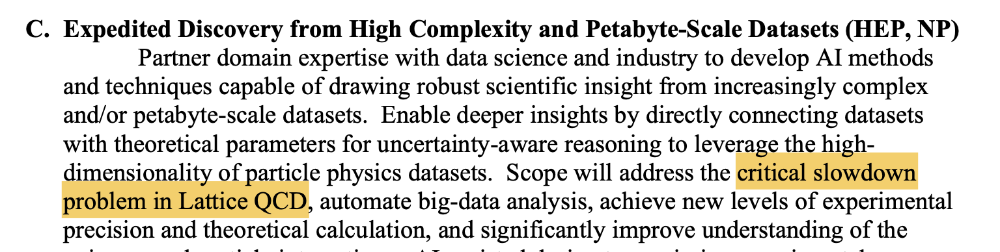 C. Expedited Discovery from High Complexity and Petabyte-Scale Datasets (HEP, NP)
Partner domain expertise with data science and industry to develop AI methods
and techniques capable of drawing robust scientific insight from increasingly complex
and/or petabyte-scale datasets.  Enable deeper insights by directly connecting datasets
with theoretical parameters for uncertainty-aware reasoning to leverage the high-
dimensionality of particle physics datasets.  Scope will address the critical slowdown
problem in Lattice QCD, automate big-data analysis, achieve new levels of experimental
precision and theoretical calculation, and significantly improve understanding of the